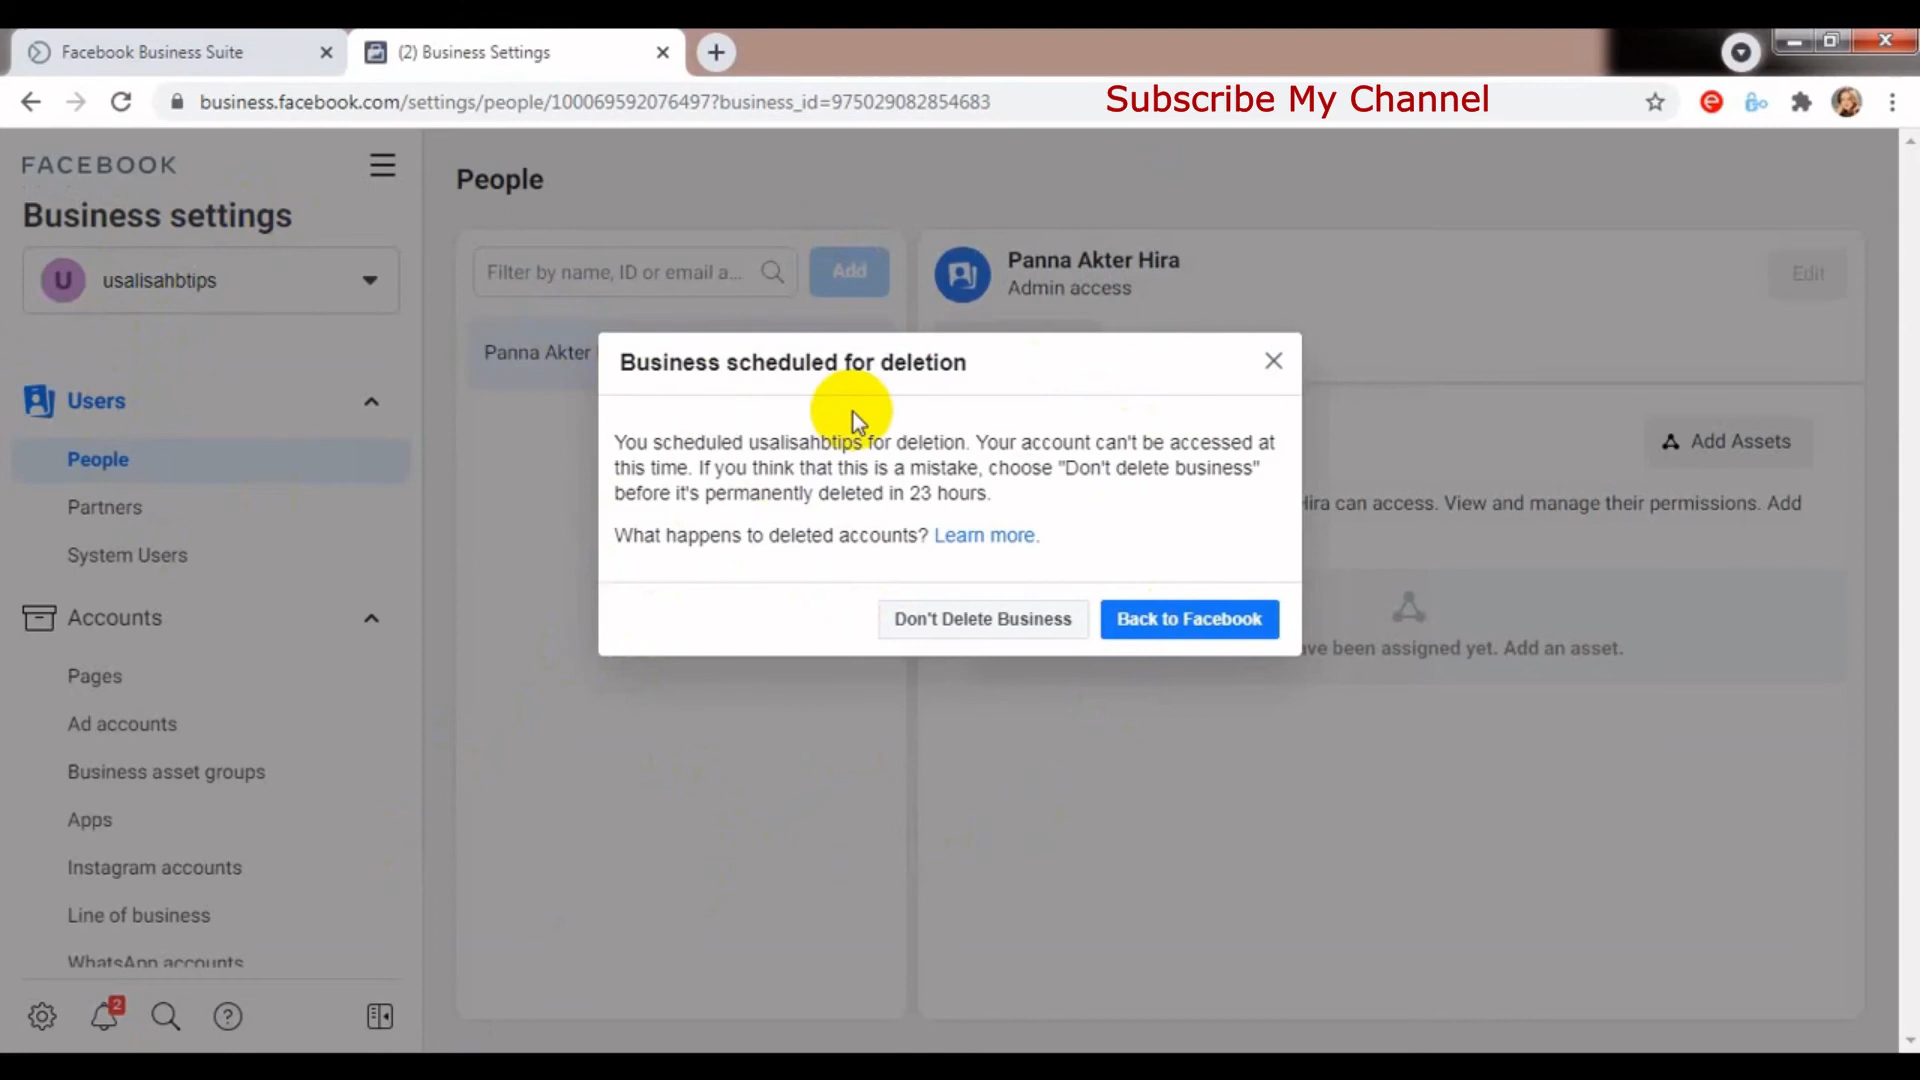 Facebook Business Suite
(2) Business Settings
business.facebook.com/settings/people/100069592076497?business_id=975029082854683
Subscribe My Channel
FACEBOOK
Business settings
U
usalisahbtips
Users
People
Partners
System Users
Accounts
Pages
Ad accounts
Business asset groups
Apps
Instagram accounts
Line of business
WhatsApp accounts
2
People
Filter by name, ID or email a...
Add
Panna Akter
Panna Akter Hira
Admin access
Edit
Add Assets
Hira can access. View and manage their permissions. Add
have been assigned yet. Add an asset.
Business scheduled for deletion
You scheduled usalisahbtips for deletion. Your account can't be accessed at
this time. If you think that this is a mistake, choose "Don't delete business"
before it's permanently deleted in 23 hours.
What happens to deleted accounts? Learn more.
Don't Delete Business
Back to Facebook